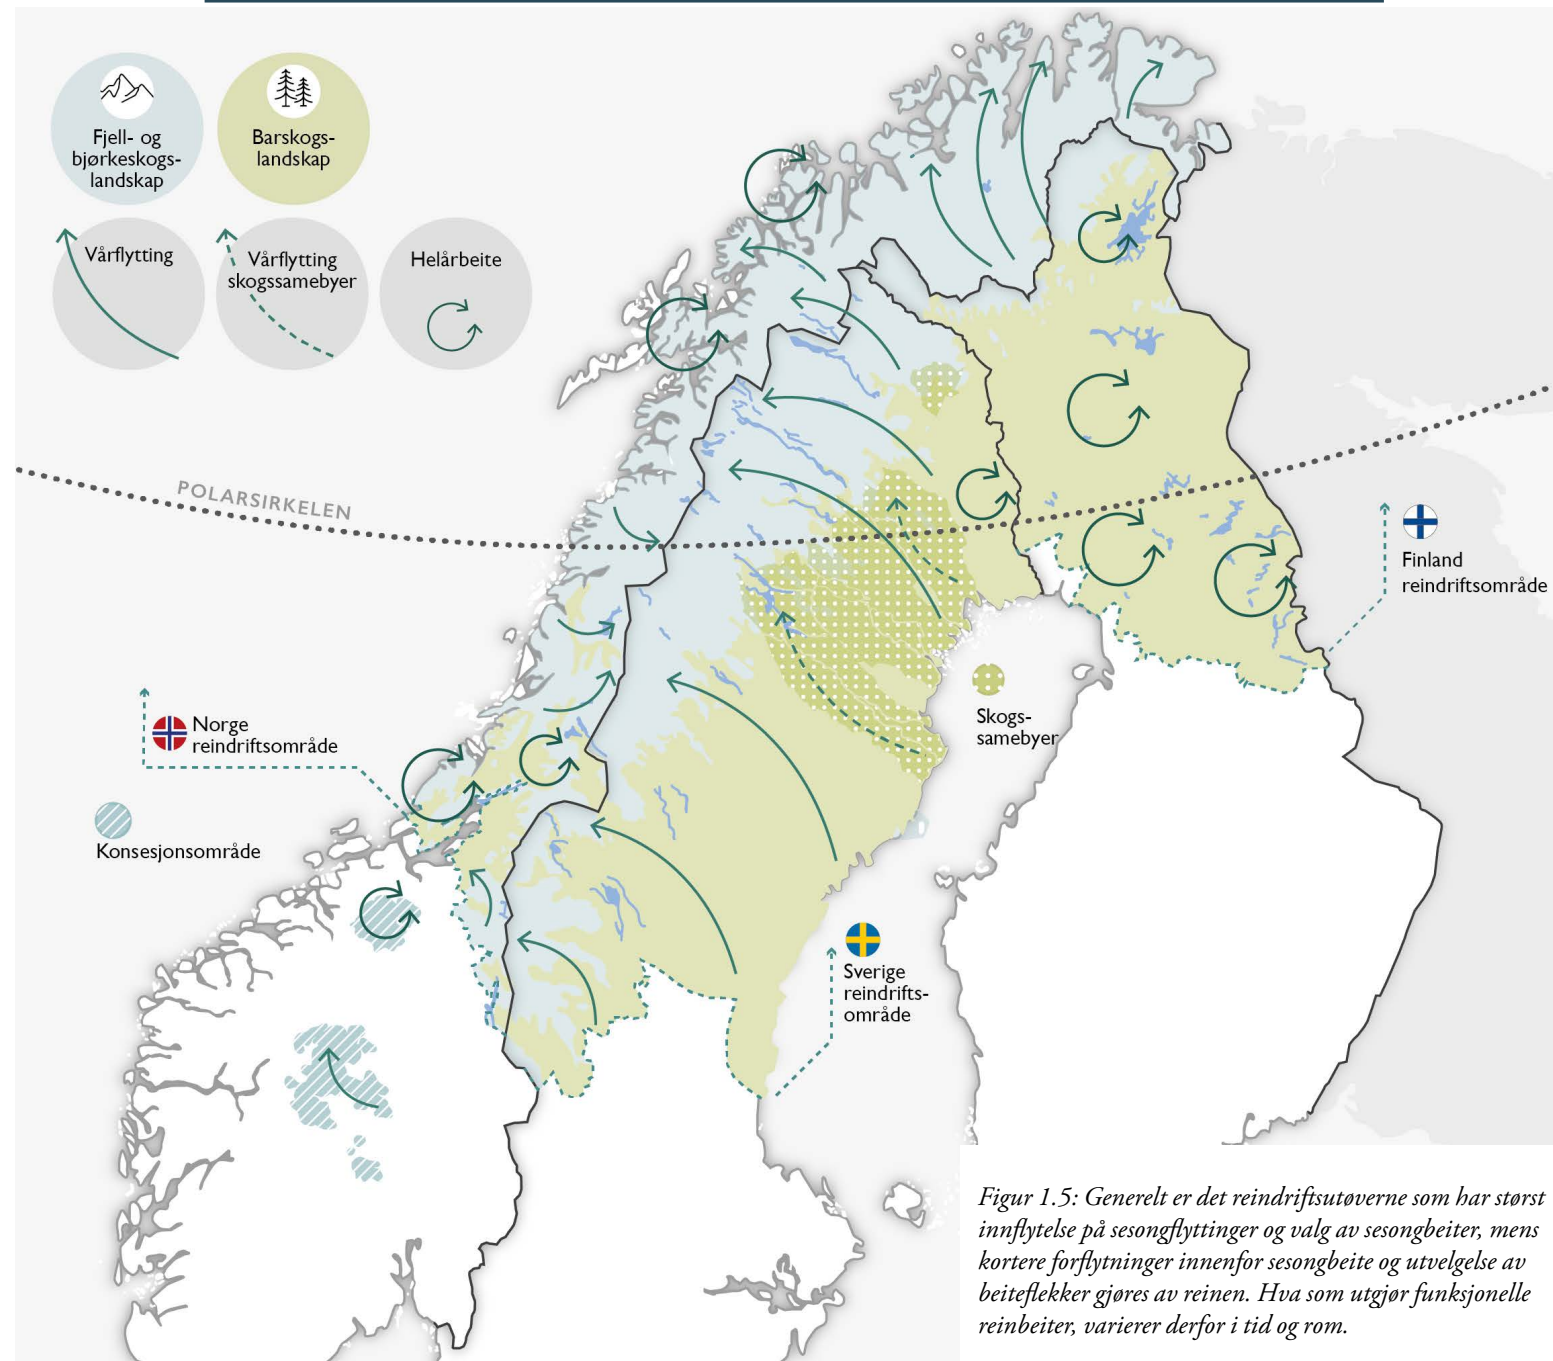 Fjell- og
bjørkeskogs-
landskap
Barskogs-
landskap
Vårflytting
Vårflytting
skogssamebyer
Helårbeite
POLARSIRKELEN
Finland
reindriftsområde
Norge
reindriftsområde
Skogs-
samebyer
Konsesjonsområde
Sverige
reindrifts-
område
Figur 1.5: Generelt er det reindriftsutøverne som har størst
innflytelse på sesongflyttinger og valg av sesongbeiter, mens
kortere forflytninger innenfor sesongbeite og utvelgelse av
beiteflekker gjøres av reinen. Hva som utgjør funksjonelle
reinbeiter, varierer derfor i tid og rom.